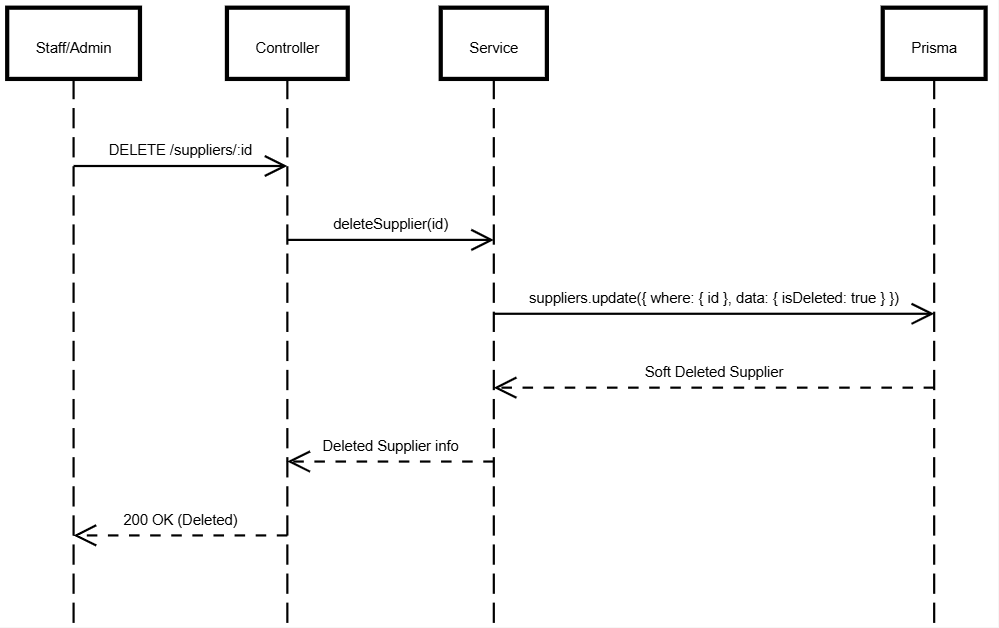 Staff/Admin
Controller
Service
Prisma
DELETE /suppliers/:id
deleteSupplier(id)
suppliers.update({ where: { id }, data: { isDeleted: true } })
Soft Deleted Supplier
Deleted Supplier info
200 OK (Deleted)